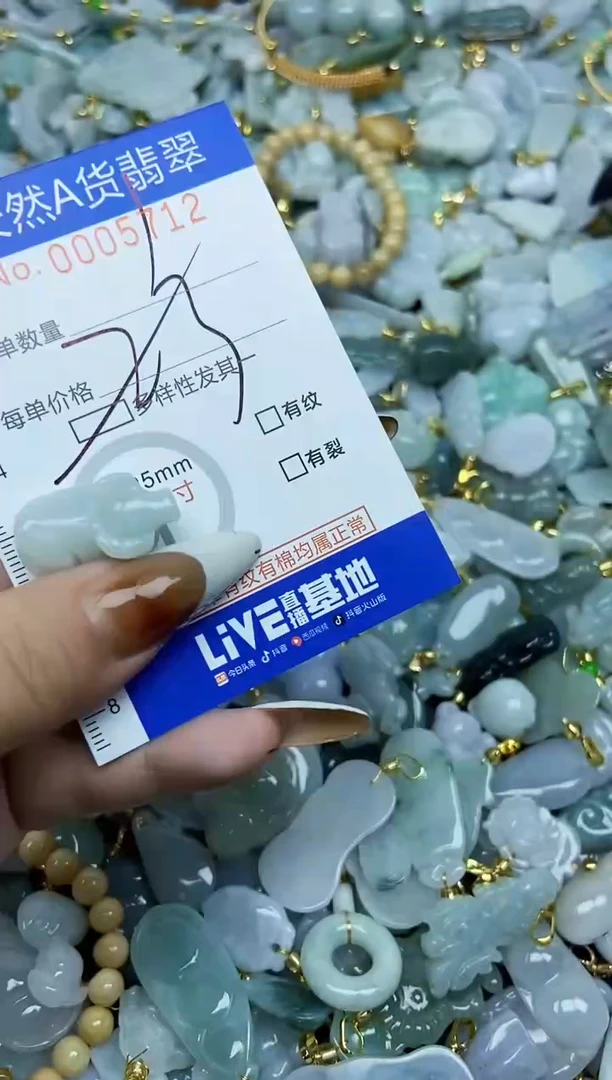 然A货翡翠
No. 0005712
单数量
每单价格
多样性发其
有纹
有裂
5mm
寸
有纹有棉均属正常
LiVE直播基地
今日头条 抖音 西瓜视频 抖音火山版
8